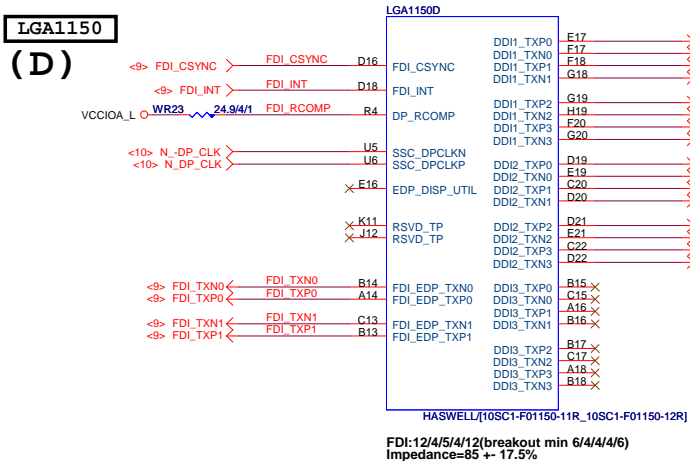 LGA1150
(D)
LGA1150D
<9> FDI_CSYNC FDI_CSYNC D16 FDI_CSYNC
<9> FDI_INT FDI_INT D18 FDI_INT
VCCIOA_L WR23 24.9/4/1 FDI_RCOMP R4 DP_RCOMP
<10> N_-DP_CLK U5 SSC_DPCLKN
<10> N_DP_CLK U6 SSC_DPCLKP
E16 EDP_DISP_UTIL
K11 RSVD_TP
J12 RSVD_TP
<9> FDI_TXN0 FDI_TXN0 B14 FDI_EDP_TXN0
<9> FDI_TXP0 FDI_TXP0 A14 FDI_EDP_TXP0
<9> FDI_TXN1 FDI_TXN1 C13 FDI_EDP_TXN1
<9> FDI_TXP1 FDI_TXP1 B13 FDI_EDP_TXP1
DDI1_TXP0 E17
DDI1_TXN0 F17
DDI1_TXP1 F18
DDI1_TXN1 G18
DDI1_TXP2 G19
DDI1_TXN2 H19
DDI1_TXP3 F20
DDI1_TXN3 G20
DDI2_TXP0 D19
DDI2_TXN0 E19
DDI2_TXP1 C20
DDI2_TXN1 D20
DDI2_TXP2 D21
DDI2_TXN2 E21
DDI2_TXP3 C22
DDI2_TXN3 D22
DDI3_TXP0 B15
DDI3_TXN0 C15
DDI3_TXP1 A16
DDI3_TXN1 B16
DDI3_TXP2 B17
DDI3_TXN2 C17
DDI3_TXP3 A18
DDI3_TXN3 B18
HASWELL/[10SC1-F01150-11R_10SC1-F01150-12R]
FDI:12/4/5/4/12(breakout min 6/4/4/4/6)
Impedance=85 +- 17.5%